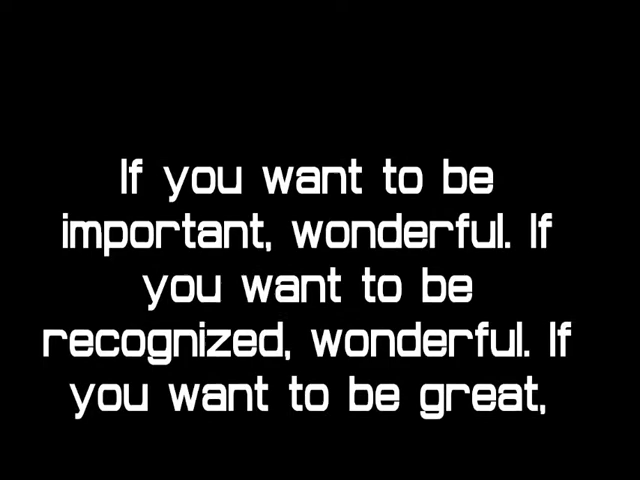 If you want to be
important, wonderful. If
you want to be
recognized, wonderful. If
you want to be great,